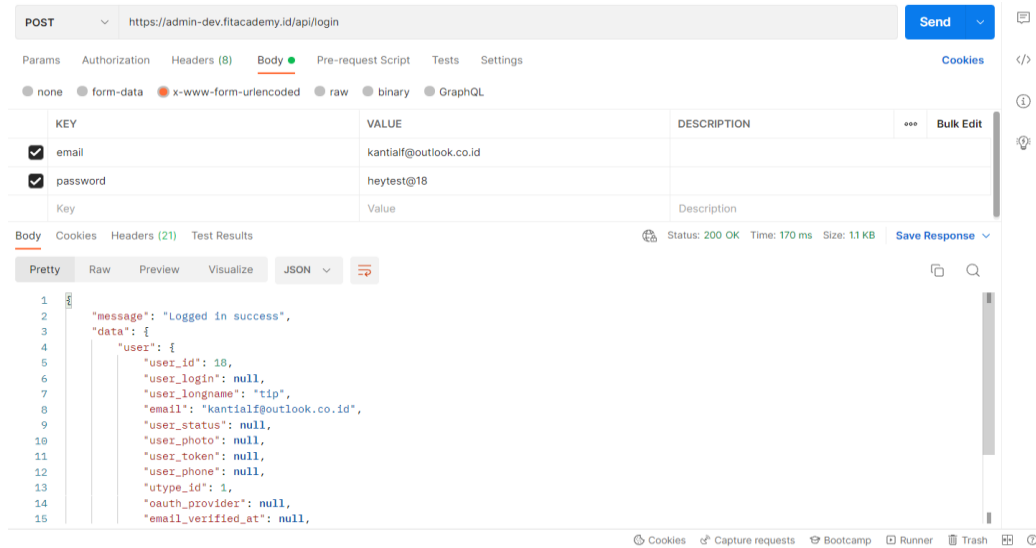 POST https://admin-dev.fitacademy.id/api/login Send
Params Authorization Headers (8) Body Pre-request Script Tests Settings Cookies
none form-data x-www-form-urlencoded raw binary GraphQL
KEY VALUE DESCRIPTION Bulk Edit
email kantialf@outlook.co.id
password heytest@18
Key Value Description
Body Cookies Headers (21) Test Results Status: 200 OK Time: 170 ms Size: 1.1 KB Save Response
Pretty Raw Preview Visualize JSON
1 {
2 "message": "Logged in success",
3 "data": {
4 "user": {
5 "user_id": 18,
6 "user_login": null,
7 "user_longname": "tip",
8 "email": "kantialf@outlook.co.id",
9 "user_status": null,
10 "user_photo": null,
11 "user_token": null,
12 "user_phone": null,
13 "utype_id": 1,
14 "oauth_provider": null,
15 "email_verified_at": null,
Cookies Capture requests Bootcamp Runner Trash